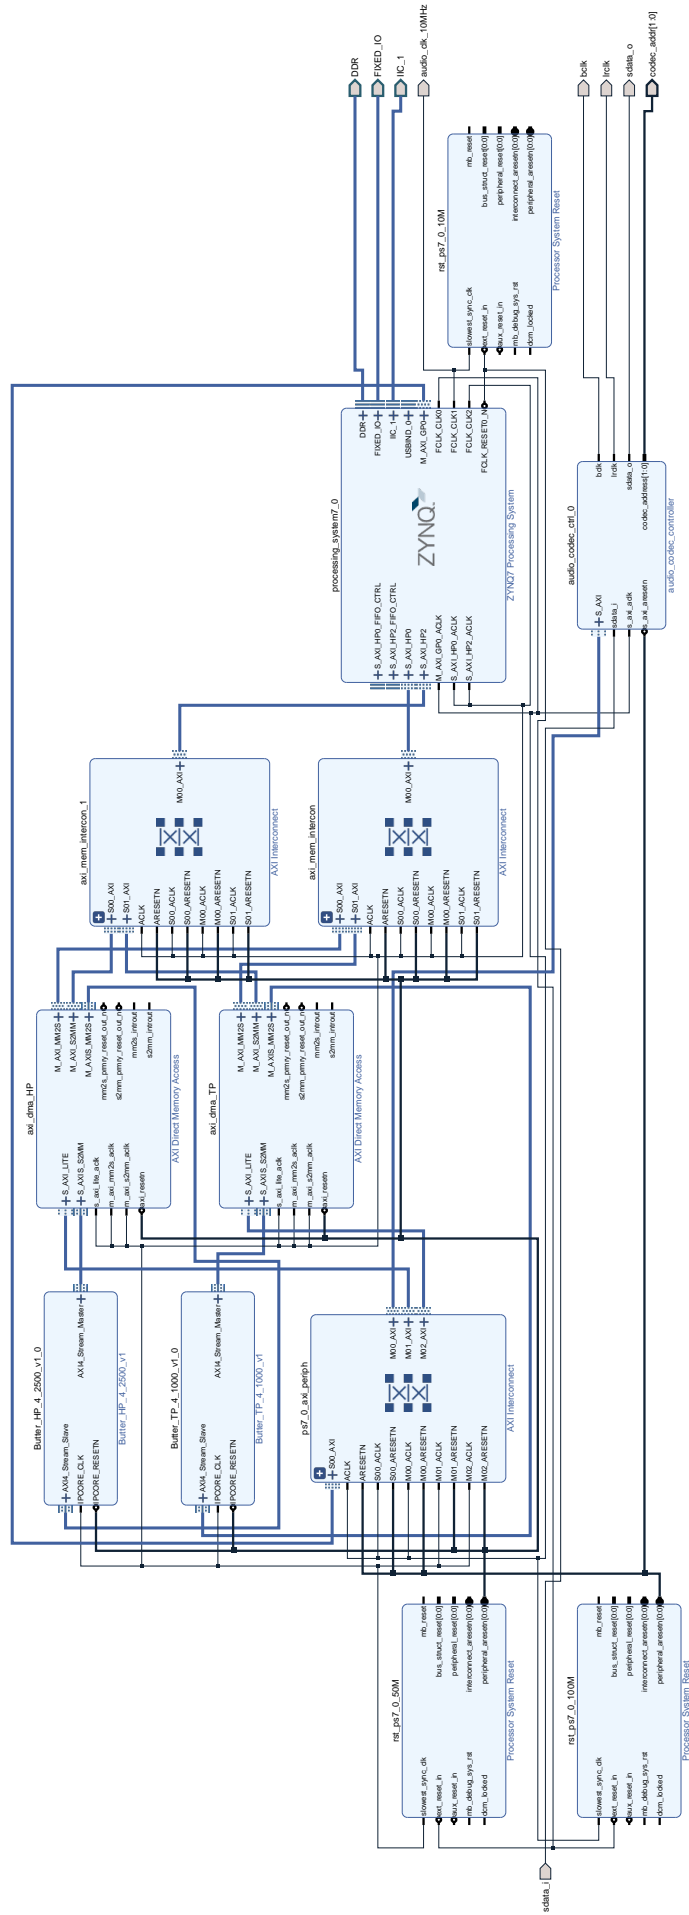 DDR
FIXED_IO
IIC_1
audio_clk_10MHz
bclk
lrclk
sdata_o
codec_addr[1:0]
rst_ps7_0_10M
slowest_sync_clk
ext_reset_in
aux_reset_in
mb_debug_sys_rst
dcm_locked
mb_reset
bus_struct_reset[0:0]
peripheral_reset[0:0]
interconnect_aresetn[0:0]
peripheral_aresetn[0:0]
Processor System Reset
processing_system7_0
S_AXI_HP0_FIFO_CTRL
S_AXI_HP2_FIFO_CTRL
S_AXI_HP0
S_AXI_HP2
M_AXI_GP0_ACLK
S_AXI_HP0_ACLK
S_AXI_HP2_ACLK
ZYNQ
DDR
FIXED_IO
IIC_1
USBIND_0
M_AXI_GP0
FCLK_CLK0
FCLK_CLK1
FCLK_CLK2
FCLK_RESET0_N
ZYNQ7 Processing System
audio_codec_ctrl_0
S_AXI
sdata_i
s_axi_aclk
s_axi_aresetn
bclk
lrclk
sdata_o
codec_address[1:0]
audio_codec_controller
axi_mem_intercon_1
S00_AXI
S01_AXI
ACLK
ARESETN
S00_ACLK
S00_ARESETN
M00_ACLK
M00_ARESETN
S01_ACLK
S01_ARESETN
M00_AXI
AXI Interconnect
axi_mem_intercon
S00_AXI
S01_AXI
ACLK
ARESETN
S00_ACLK
S00_ARESETN
M00_ACLK
M00_ARESETN
S01_ACLK
S01_ARESETN
M00_AXI
AXI Interconnect
axi_dma_HP
S_AXI_LITE
S_AXIS_S2MM
s_axi_lite_aclk
m_axi_mm2s_aclk
m_axi_s2mm_aclk
axi_resetn
M_AXI_MM2S
M_AXI_S2MM
M_AXIS_MM2S
mm2s_prmry_reset_out_n
s2mm_prmry_reset_out_n
mm2s_introut
s2mm_introut
AXI Direct Memory Access
axi_dma_TP
S_AXI_LITE
S_AXIS_S2MM
s_axi_lite_aclk
m_axi_mm2s_aclk
m_axi_s2mm_aclk
axi_resetn
M_AXI_MM2S
M_AXI_S2MM
M_AXIS_MM2S
mm2s_prmry_reset_out_n
s2mm_prmry_reset_out_n
mm2s_introut
s2mm_introut
AXI Direct Memory Access
Butter_HP_4_2500_v1_0
AXI4_Stream_Slave
IPCORE_CLK
IPCORE_RESETN
AXI4_Stream_Master
Butter_HP_4_2500_v1
Butter_TP_4_1000_v1_0
AXI4_Stream_Slave
IPCORE_CLK
IPCORE_RESETN
AXI4_Stream_Master
Butter_TP_4_1000_v1
ps7_0_axi_periph
S00_AXI
ACLK
ARESETN
S00_ACLK
S00_ARESETN
M00_ACLK
M00_ARESETN
M01_ACLK
M01_ARESETN
M02_ACLK
M02_ARESETN
M00_AXI
M01_AXI
M02_AXI
AXI Interconnect
rst_ps7_0_50M
slowest_sync_clk
ext_reset_in
aux_reset_in
mb_debug_sys_rst
dcm_locked
mb_reset
bus_struct_reset[0:0]
peripheral_reset[0:0]
interconnect_aresetn[0:0]
peripheral_aresetn[0:0]
Processor System Reset
rst_ps7_0_100M
slowest_sync_clk
ext_reset_in
aux_reset_in
mb_debug_sys_rst
dcm_locked
mb_reset
bus_struct_reset[0:0]
peripheral_reset[0:0]
interconnect_aresetn[0:0]
peripheral_aresetn[0:0]
Processor System Reset
sdata_i